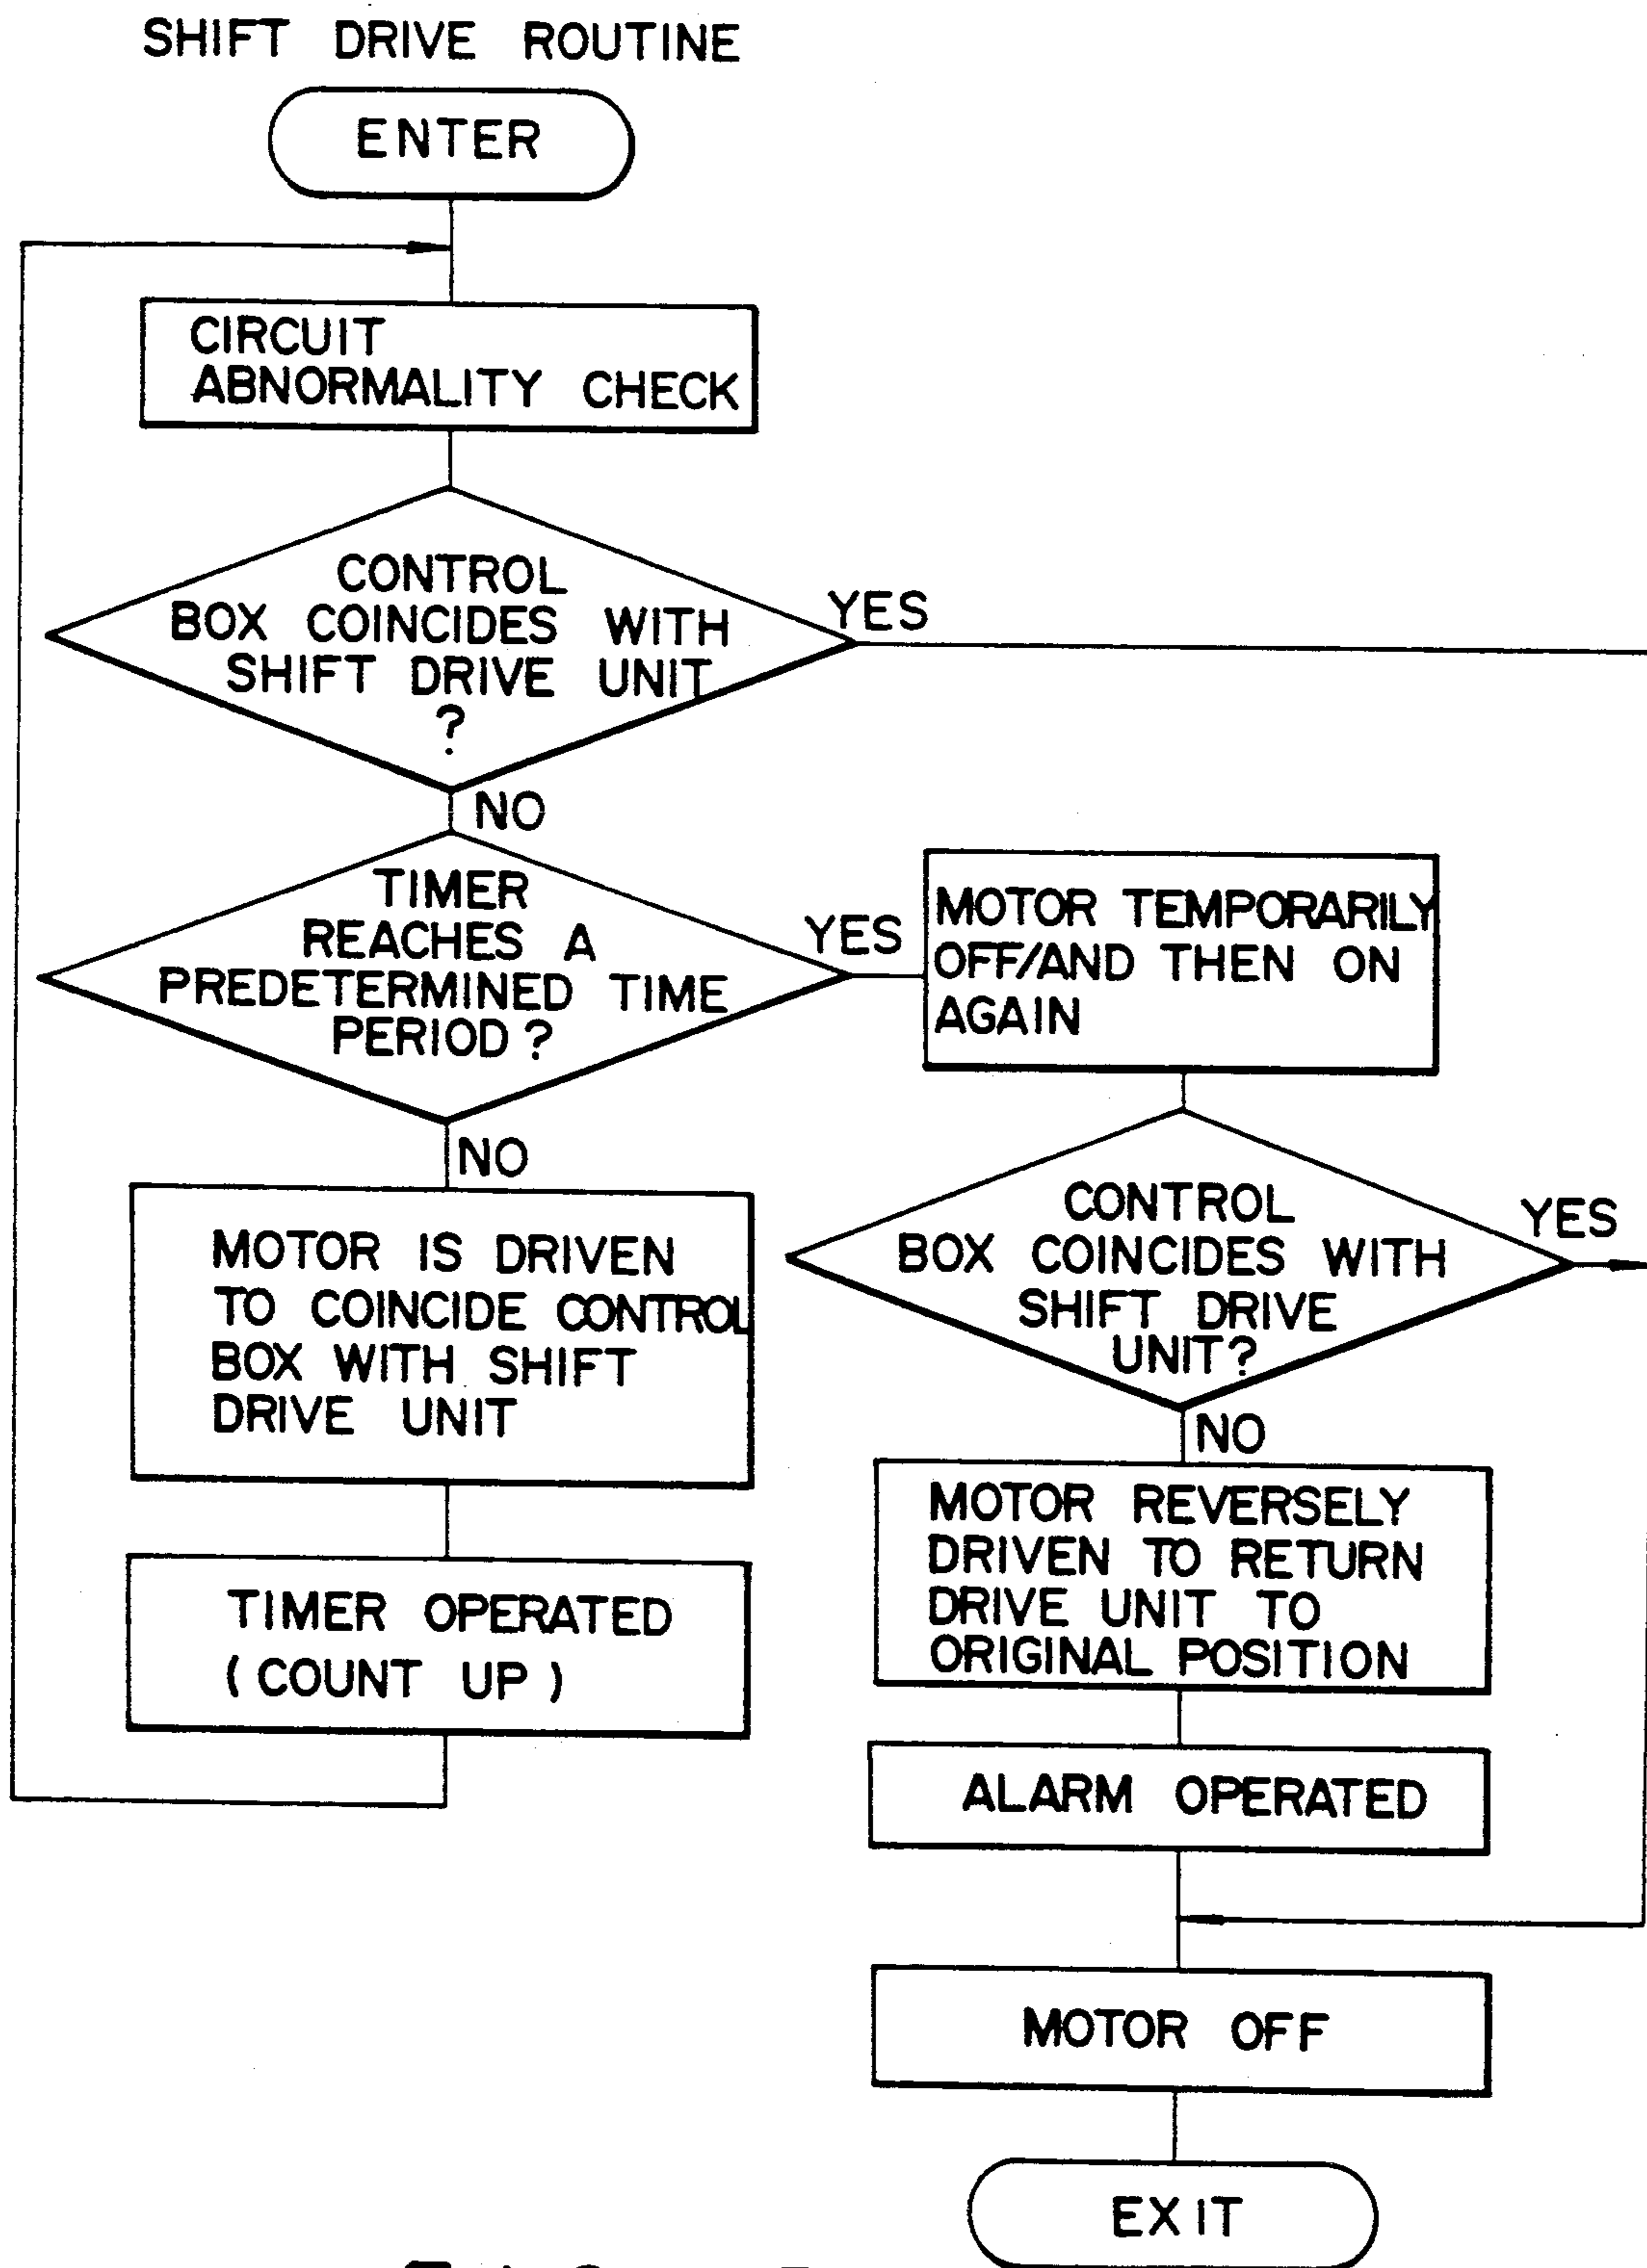 SHIFT DRIVE ROUTINE
ENTER
CIRCUIT
ABNORMALITY CHECK
CONTROL
BOX COINCIDES WITH
SHIFT DRIVE UNIT
?
YES
NO
TIMER
REACHES A
PREDETERMINED TIME
PERIOD?
YES
NO
MOTOR TEMPORARILY
OFF/AND THEN ON
AGAIN
CONTROL
BOX COINCIDES WITH
SHIFT DRIVE
UNIT?
YES
NO
MOTOR IS DRIVEN
TO COINCIDE CONTROL
BOX WITH SHIFT
DRIVE UNIT
TIMER OPERATED
(COUNT UP)
MOTOR REVERSELY
DRIVEN TO RETURN
DRIVE UNIT TO
ORIGINAL POSITION
ALARM OPERATED
MOTOR OFF
EXIT